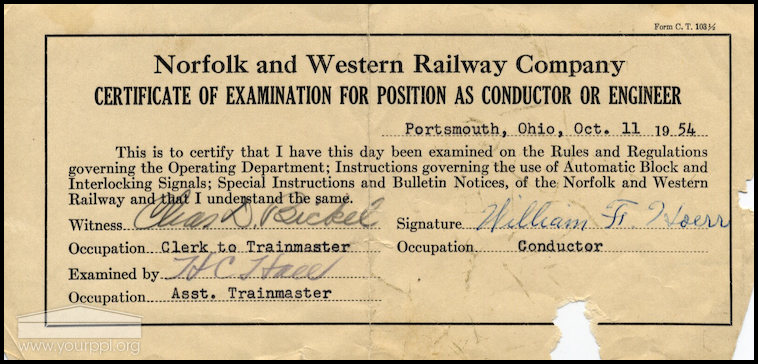 Form C. T. 103½
Norfolk and Western Railway Company
CERTIFICATE OF EXAMINATION FOR POSITION AS CONDUCTOR OR ENGINEER
Portsmouth, Ohio, Oct. 11 1954
This is to certify that I have this day been examined on the Rules and Regulations
governing the Operating Department; Instructions governing the use of Automatic Block and
Interlocking Signals; Special Instructions and Bulletin Notices, of the Norfolk and Western
Railway and that I understand the same.
Witness Chas D. Bickel Signature William F. Hoerr
Occupation Clerk to Trainmaster Occupation Conductor
Examined by H C Hall
Occupation Asst. Trainmaster
www.yourppl.org